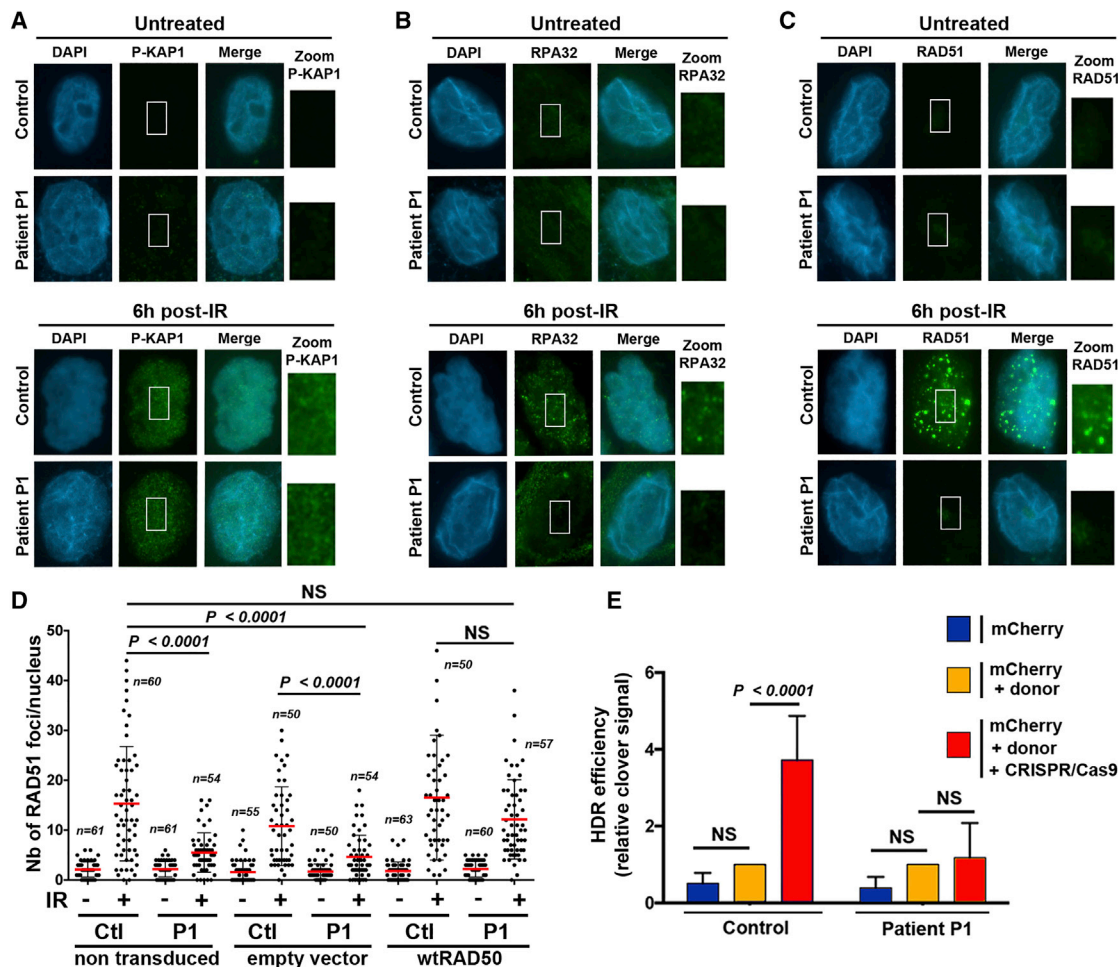 A
Untreated
DAPI P-KAP1 Merge Zoom P-KAP1
Control
Patient P1
6h post-IR
DAPI P-KAP1 Merge Zoom P-KAP1
Control
Patient P1
B
Untreated
DAPI RPA32 Merge Zoom RPA32
Control
Patient P1
6h post-IR
DAPI RPA32 Merge Zoom RPA32
Control
Patient P1
C
Untreated
DAPI RAD51 Merge Zoom RAD51
Control
Patient P1
6h post-IR
DAPI RAD51 Merge Zoom RAD51
Control
Patient P1
D
NS
P < 0.0001
P < 0.0001
NS
P < 0.0001
Nb of RAD51 foci/nucleus
50
40
30
20
10
0
n=61
n=60
n=61
n=54
n=55
n=50
n=50
n=54
n=63
n=50
n=60
n=57
IR - + - + - + - + - + - +
Ctl P1 Ctl P1 Ctl P1
non transduced empty vector wtRAD50
E
HDR efficiency
(relative clover signal)
6
4
2
0
NS
P < 0.0001
NS
NS
Control Patient P1
mCherry
mCherry
+ donor
mCherry
+ donor
+ CRISPR/Cas9